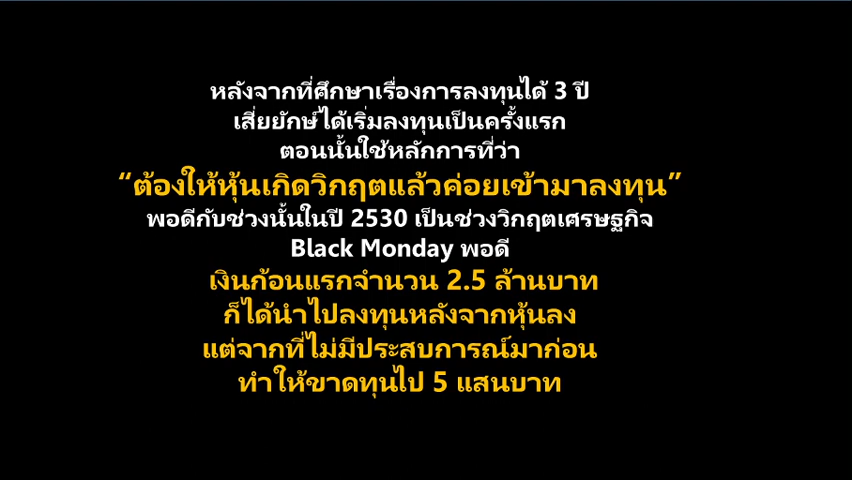 หลังจากที่ศึกษาเรื่องการลงทุนได้ 3 ปี
เสี่ยยักษ์ได้เริ่มลงทุนเป็นครั้งแรก
ตอนนั้นใช้หลักการที่ว่า
“ต้องให้หุ้นเกิดวิกฤตแล้วค่อยเข้ามาลงทุน”
พอดีกับช่วงนั้นในปี 2530 เป็นช่วงวิกฤตเศรษฐกิจ
Black Monday พอดี
เงินก้อนแรกจำนวน 2.5 ล้านบาท
ก็ได้นำไปลงทุนหลังจากหุ้นลง
แต่จากที่ไม่มีประสบการณ์มาก่อน
ทำให้ขาดทุนไป 5 แสนบาท